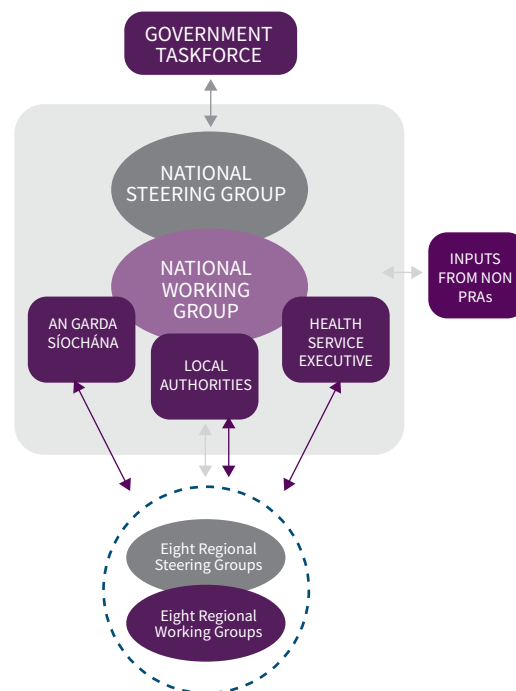 GOVERNMENT
TASKFORCE
NATIONAL
STEERING GROUP
NATIONAL
WORKING
GROUP
INPUTS
FROM NON
PRAs
AN GARDA
SÍOCHÁNA
LOCAL
AUTHORITIES
HEALTH
SERVICE
EXECUTIVE
Eight Regional
Steering Groups
Eight Regional
Working Groups